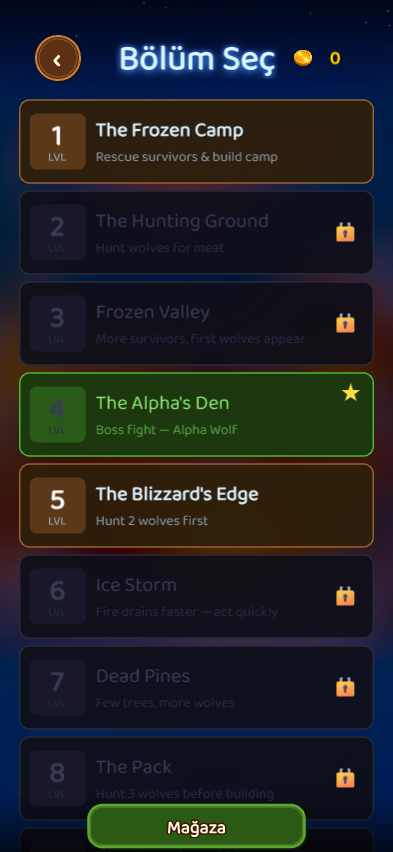 ‹ Bölüm Seç 0
1 LVL
The Frozen Camp
Rescue survivors & build camp
2 LVL
The Hunting Ground
Hunt wolves for meat
3 LVL
Frozen Valley
More survivors, first wolves appear
4 LVL
The Alpha's Den
Boss fight — Alpha Wolf
5 LVL
The Blizzard's Edge
Hunt 2 wolves first
6 LVL
Ice Storm
Fire drains faster — act quickly
7 LVL
Dead Pines
Few trees, more wolves
8 LVL
The Pack
Hunt 3 wolves before building
Mağaza